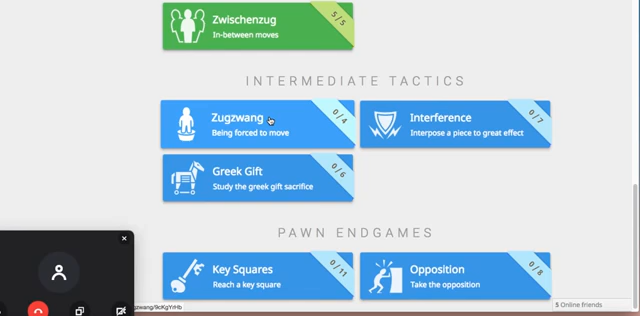 Zwischenzug
In-between moves
5/5
INTERMEDIATE TACTICS
Zugzwang
Being forced to move
0/4
Interference
Interpose a piece to great effect
0/7
Greek Gift
Study the greek gift sacrifice
0/6
PAWN ENDGAMES
Key Squares
Reach a key square
0/11
Opposition
Take the opposition
0/8
gzwang/9cKgYrHb
5 Online friends